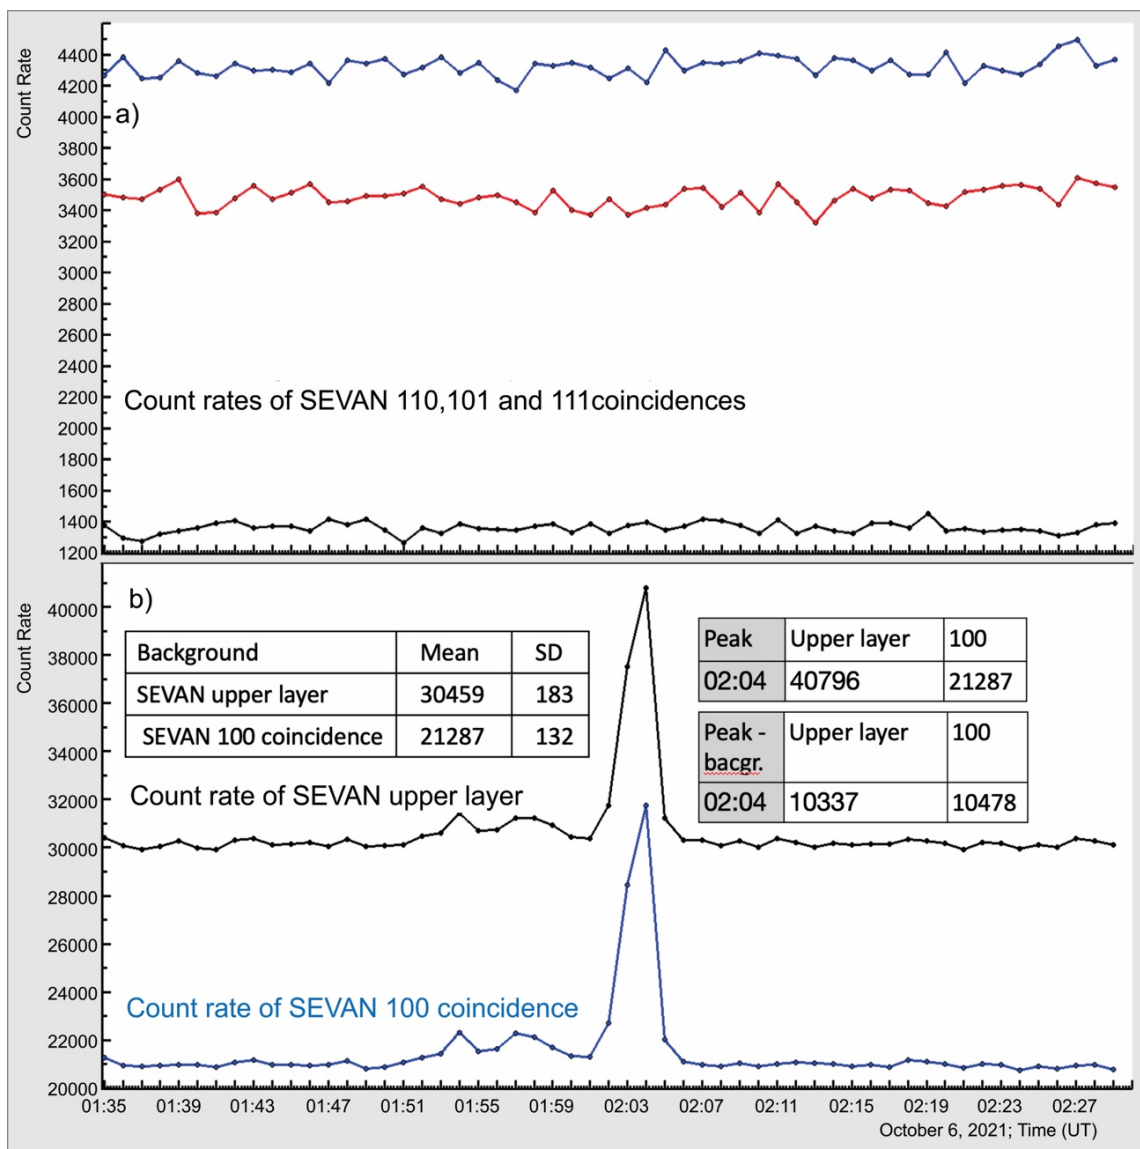 Count Rate
4400
4200
4000
3800
3600
3400
3200
3000
2800
2600
2400
2200
2000
1800
1600
1400
1200
a)
Count rates of SEVAN 110,101 and 111coincidences
Count Rate
40000
38000
36000
34000
32000
30000
28000
26000
24000
22000
20000
b)
Background Mean SD
SEVAN upper layer 30459 183
SEVAN 100 coincidence 21287 132
Peak Upper layer 100
02:04 40796 21287
Peak - Upper layer 100
bacgr.
02:04 10337 10478
Count rate of SEVAN upper layer
Count rate of SEVAN 100 coincidence
01:35 01:39 01:43 01:47 01:51 01:55 01:59 02:03 02:07 02:11 02:15 02:19 02:23 02:27
October 6, 2021; Time (UT)